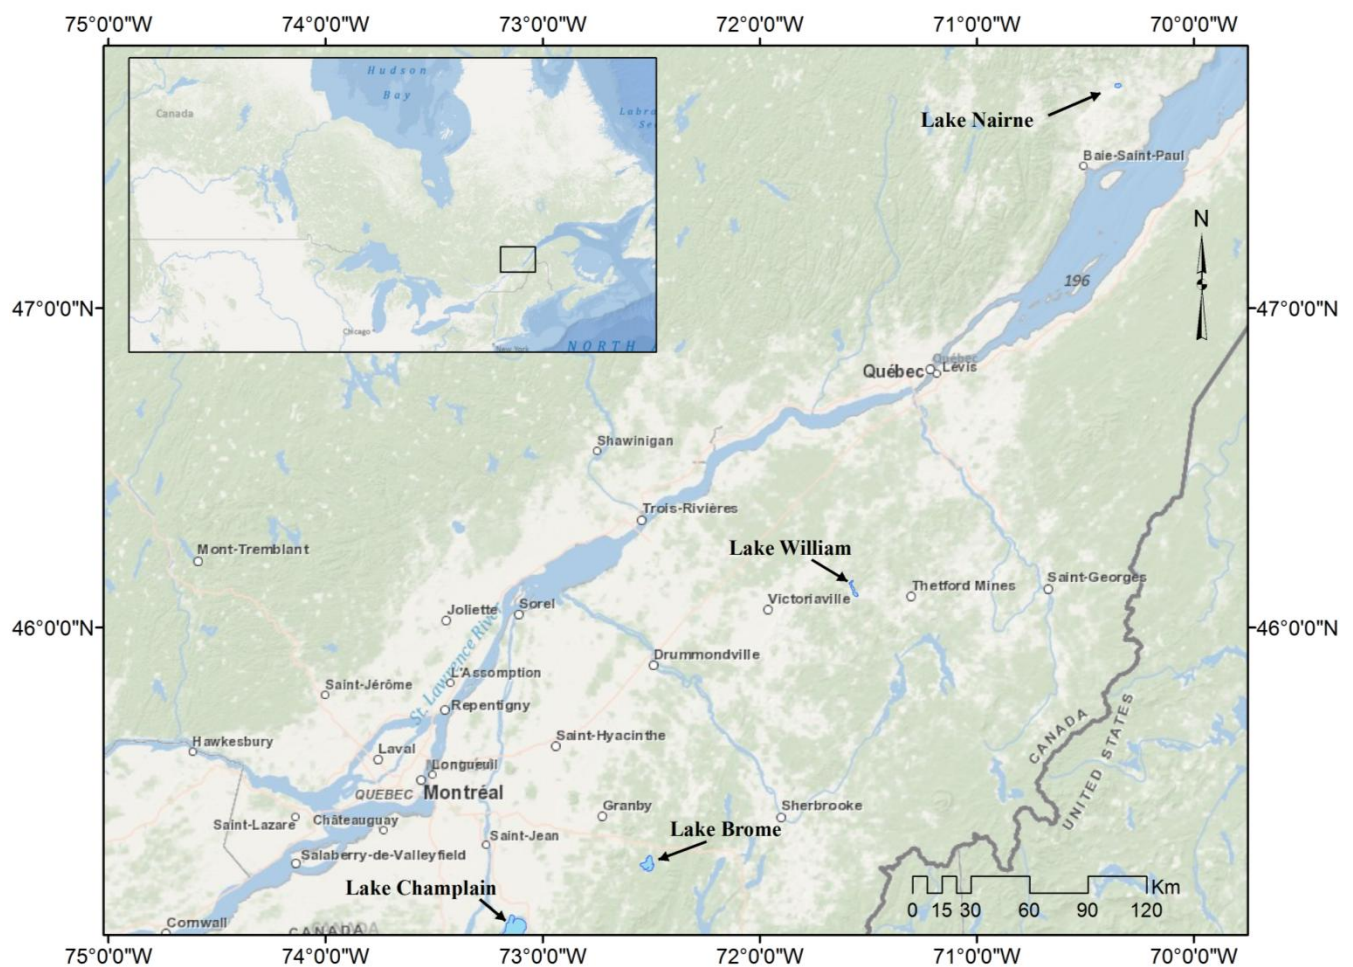 75°0'0"W
74°0'0"W
73°0'0"W
72°0'0"W
71°0'0"W
70°0'0"W
Hudson
Bay
Canada
Chicago
New York
NORTH
Lake Nairne
Baie-Saint-Paul
N
196
47°0'0"N
47°0'0"N
Québec
Québec
Lévis
Shawinigan
Trois-Rivières
Lake William
Mont-Tremblant
Victoriaville
Thetford Mines
Saint-Georges
Joliette
Sorel
46°0'0"N
46°0'0"N
St. Lawrence River
Drummondville
L'Assomption
Saint-Jérôme
Repentigny
Saint-Hyacinthe
CANADA
UNITED STATES
Hawkesbury
Laval
Longueuil
QUEBEC
Montréal
Granby
Sherbrooke
Saint-Lazare
Châteauguay
Saint-Jean
Lake Brome
Salaberry-de-Valleyfield
Lake Champlain
Km
0 15 30 60 90 120
Cornwall
CANADA
75°0'0"W
74°0'0"W
73°0'0"W
72°0'0"W
71°0'0"W
70°0'0"W